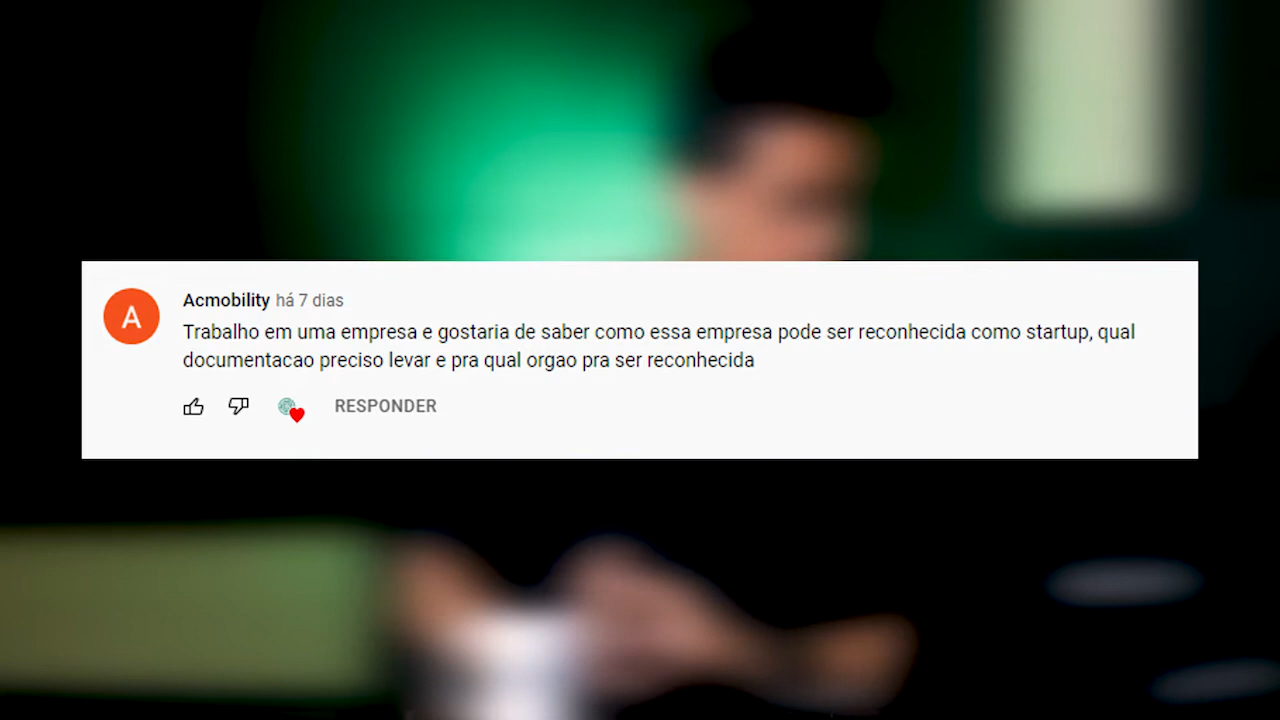 A
Acmobility há 7 dias
Trabalho em uma empresa e gostaria de saber como essa empresa pode ser reconhecida como startup, qual
documentacao preciso levar e pra qual orgao pra ser reconhecida
RESPONDER